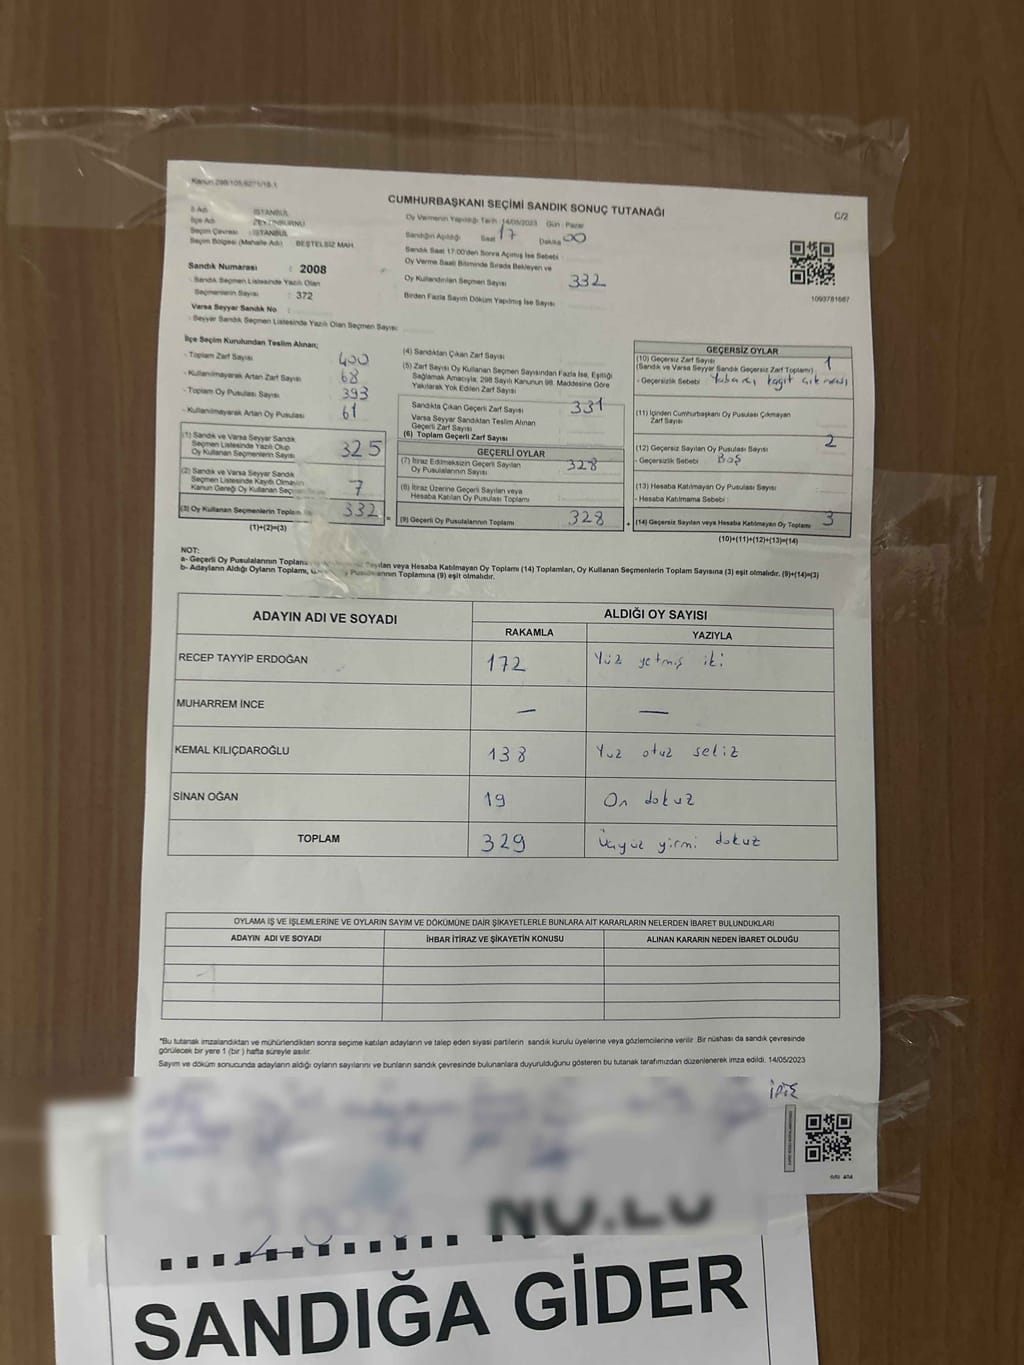 Kanun:298/105,6271/18-1
CUMHURBAŞKANI SEÇİMİ SANDIK SONUÇ TUTANAĞI
C/2
İl Adı : İSTANBUL
İlçe Adı : ZEYTİNBURNU
Seçim Çevresi : İSTANBUL
Seçim Bölgesi (Mahalle Adı) BEŞTELSİZ MAH.
Sandık Numarası : 2008
- Sandık Seçmen Listesinde Yazılı Olan
Seçmenlerin Sayısı : 372
Varsa Seyyar Sandık No :
- Seyyar Sandık Seçmen Listesinde Yazılı Olan Seçmen Sayısı:
Oy Vermenin Yapıldığı Tarih :14/05/2023 Gün : Pazar
Sandığın Açıldığı Saat 17 Dakika 00
Sandık Saat 17:00'den Sonra Açılmış İse Sebebi :
Oy Verme Saati Bitiminde Sırada Bekleyen ve
Oy Kullandırılan Seçmen Sayısı 332
Birden Fazla Sayım Döküm Yapılmış İse Sayısı
1093781667
İlçe Seçim Kurulundan Teslim Alınan;
- Toplam Zarf Sayısı 400
- Kullanılmayarak Artan Zarf Sayısı 68
- Toplam Oy Pusulası Sayısı 393
- Kullanılmayarak Artan Oy Pusulası 61
(1) Sandık ve Varsa Seyyar Sandık
Seçmen Listesinde Yazılı Olup
Oy Kullanan Seçmenlerin Sayısı 325
(2) Sandık ve Varsa Seyyar Sandık
Seçmen Listesinde Kayıtlı Olmayıp
Kanun Gereği Oy Kullanan Seçmen 7
(3) Oy Kullanan Seçmenlerin Toplam 332
(1)+(2)=(3)
(4) Sandıktan Çıkan Zarf Sayısı
(5) Zarf Sayısı Oy Kullanan Seçmen Sayısından Fazla İse, Eşitliği
Sağlamak Amacıyla; 298 Sayılı Kanunun 98. Maddesine Göre
Yakılarak Yok Edilen Zarf Sayısı
Sandıkta Çıkan Geçerli Zarf Sayısı 331
Varsa Seyyar Sandıktan Teslim Alınan
Geçerli Zarf Sayısı
(6) Toplam Geçerli Zarf Sayısı
GEÇERLİ OYLAR
(7) İtiraz Edilmeksizin Geçerli Sayılan
Oy Pusulalarının Sayısı 328
(8) İtiraz Üzerine Geçerli Sayılan veya
Hesaba Katılan Oy Pusulası Toplamı
(9) Geçerli Oy Pusulalarının Toplamı 328
GEÇERSİZ OYLAR
(10) Geçersiz Zarf Sayısı 1
(Sandık ve Varsa Seyyar Sandık Geçersiz Zarf Toplamı)
- Geçersizlik Sebebi Yabancı kağıt çıkması
(11) İçinden Cumhurbaşkanı Oy Pusulası Çıkmayan
Zarf Sayısı
(12) Geçersiz Sayılan Oy Pusulası Sayısı 2
- Geçersizlik Sebebi : Boş
(13) Hesaba Katılmayan Oy Pusulası Sayısı
- Hesaba Katılmama Sebebi :
(14) Geçersiz Sayılan veya Hesaba Katılmayan Oy Toplamı 3
(10)+(11)+(12)+(13)=(14)
NOT:
a- Geçerli Oy Pusulalarının Toplamı Sayılan veya Hesaba Katılmayan Oy Toplamı (14) Toplamları, Oy Kullanan Seçmenlerin Toplam Sayısına (3) eşit olmalıdır. (9)+(14)=(3)
b- Adayların Aldığı Oyların Toplamı, Pusulalarının Toplamına (9) eşit olmalıdır.
ADAYIN ADI VE SOYADI
ALDIĞI OY SAYISI
RAKAMLA YAZIYLA
RECEP TAYYİP ERDOĞAN 172 Yüz yetmiş iki
MUHARREM İNCE — —
KEMAL KILIÇDAROĞLU 138 Yuz otuz sekiz
SİNAN OĞAN 19 On dokuz
TOPLAM 329 Üçyüz yirmi dokuz
OYLAMA İŞ VE İŞLEMLERİNE VE OYLARIN SAYIM VE DÖKÜMÜNE DAİR ŞİKAYETLERLE BUNLARA AİT KARARLARIN NELERDEN İBARET BULUNDUKLARI
ADAYIN ADI VE SOYADI İHBAR İTİRAZ VE ŞİKAYETİN KONUSU ALINAN KARARIN NEDEN İBARET OLDUĞU
*Bu tutanak imzalandıktan ve mühürlendikten sonra seçime katılan adayların ve talep eden siyasi partilerin sandık kurulu üyelerine veya gözlemcilerine verilir. Bir nüshası da sandık çevresinde
görülecek bir yere 1 (bir ) hafta süreyle asılır.
Sayım ve döküm sonucunda adayların aldığı oyların sayılarını ve bunların sandık çevresinde bulunanlara duyurulduğunu gösteren bu tutanak tarafımızdan düzenlenerek imza edildi. 14/05/2023
NO.LU
SANDIĞA GİDER